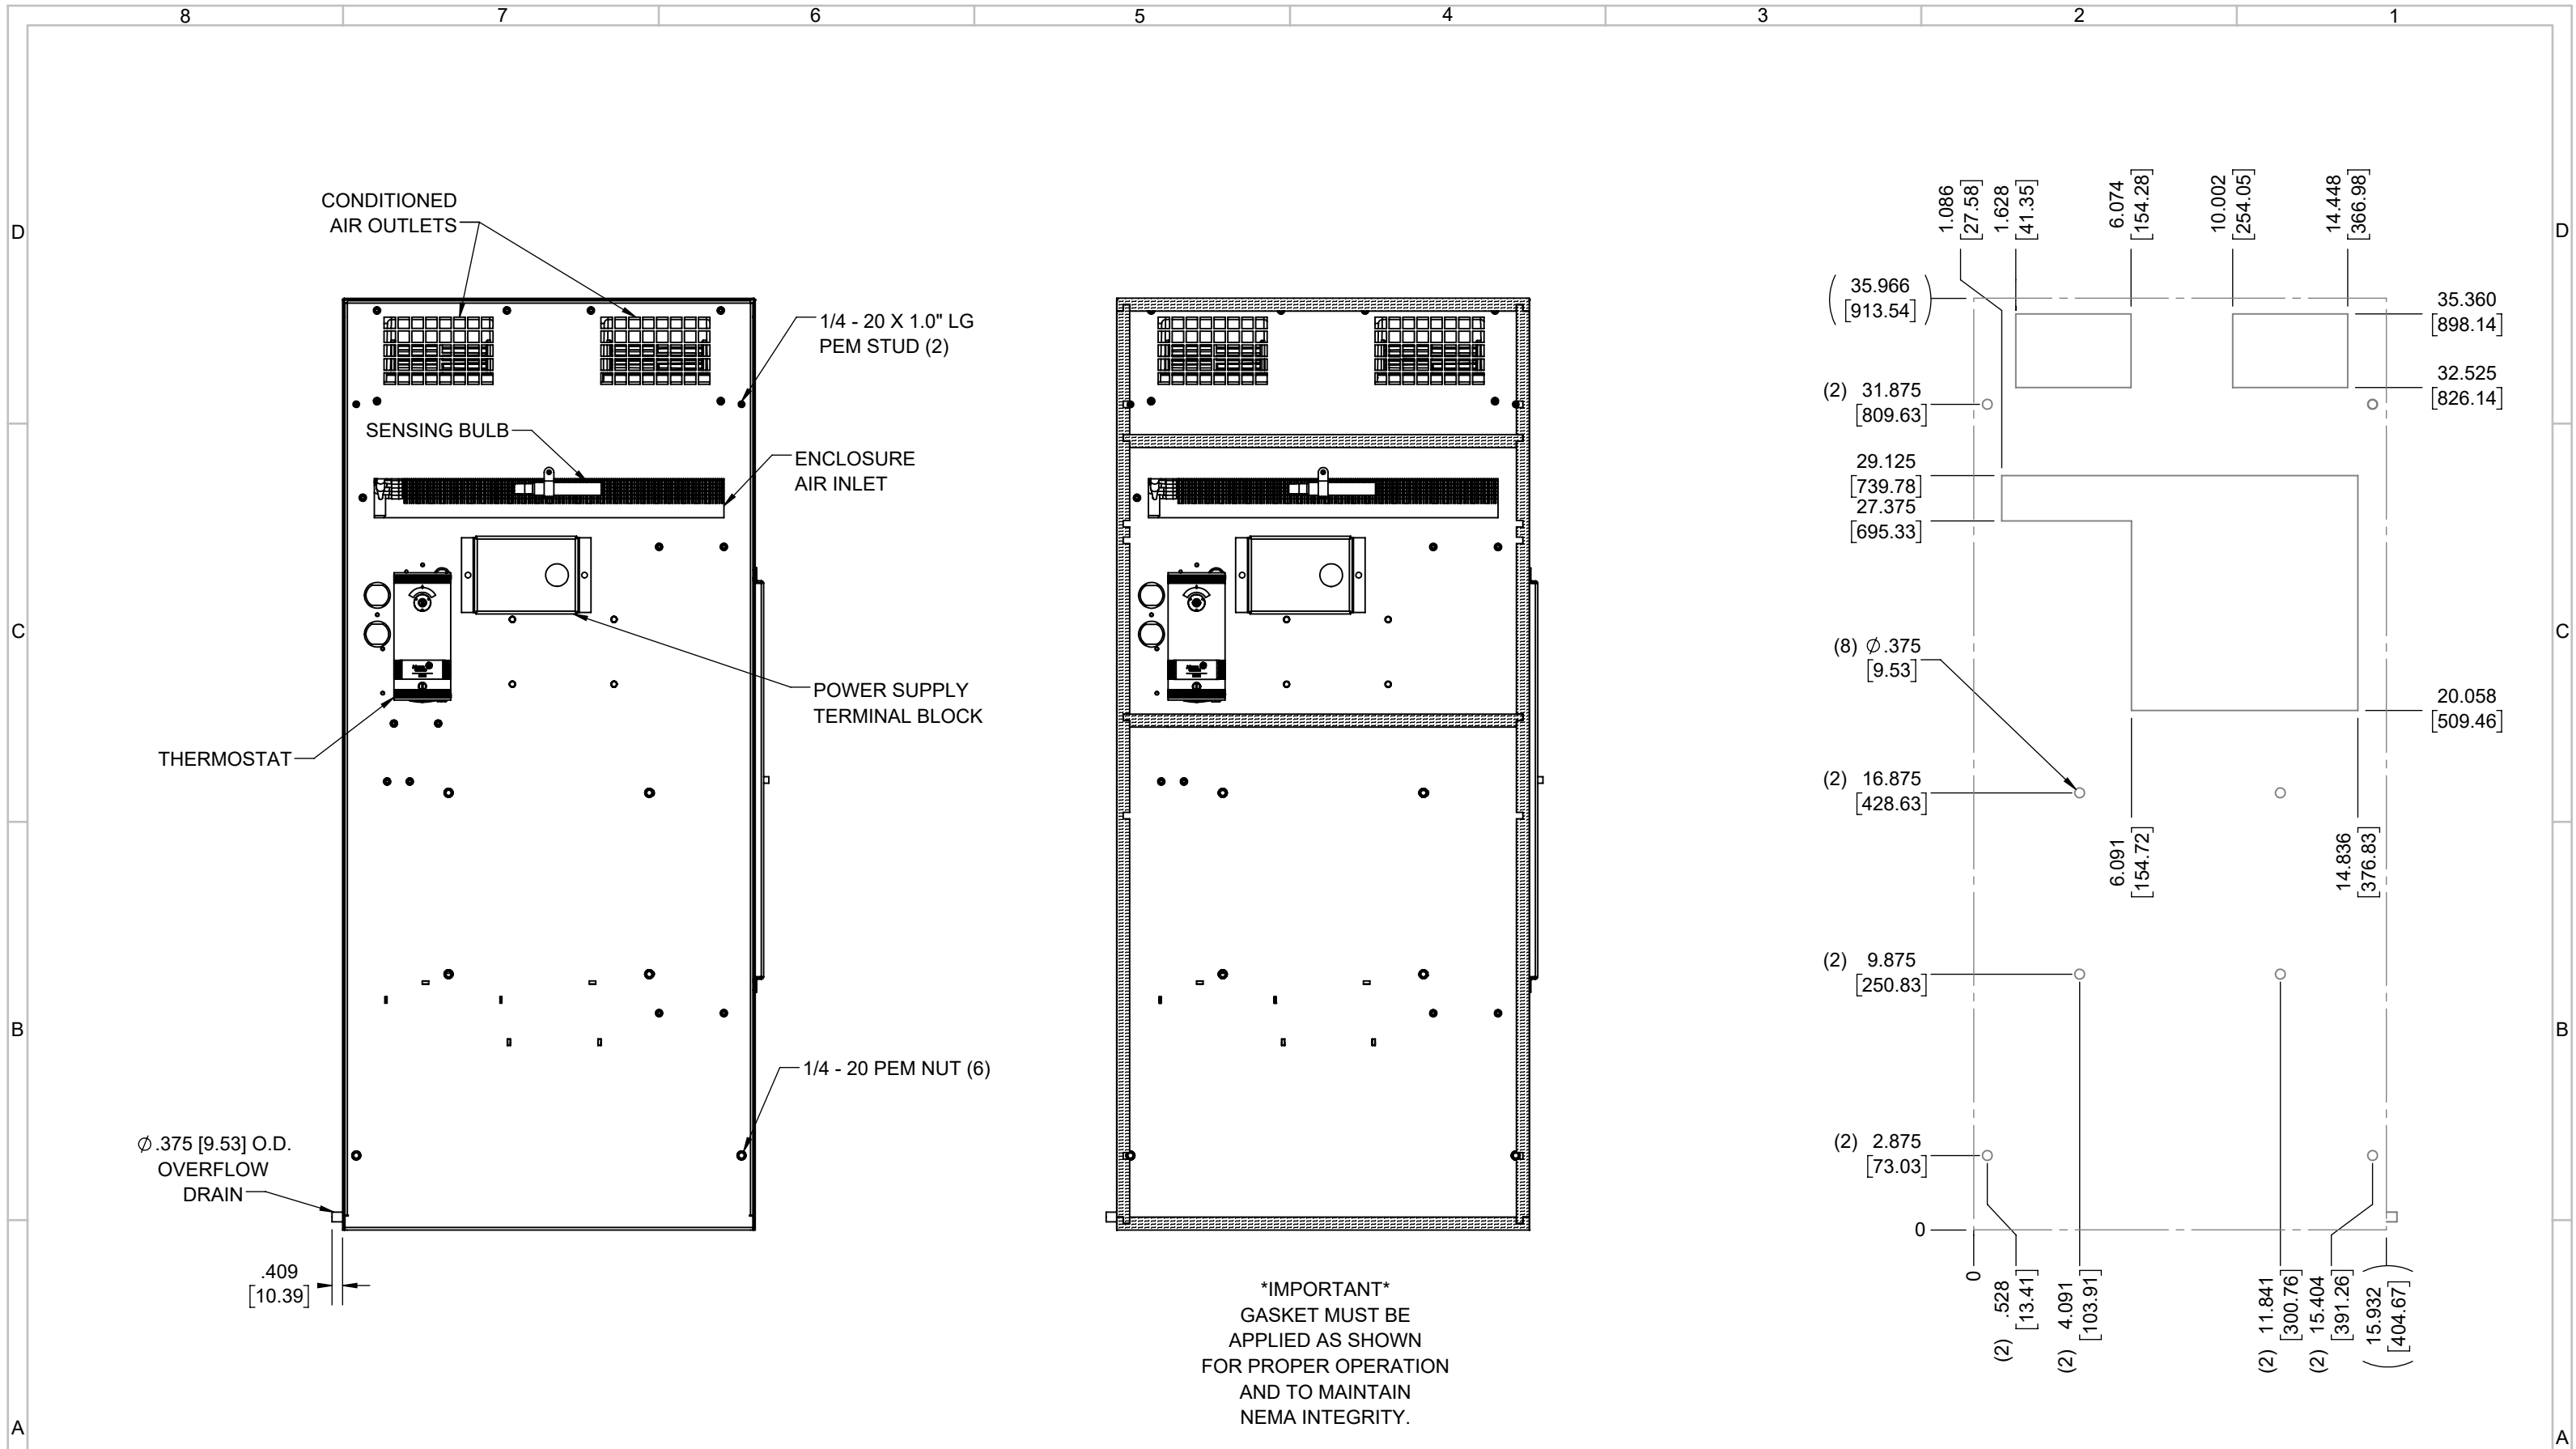 8
7
6
5
4
3
2
1
D
C
B
A
CONDITIONED
AIR OUTLETS
1/4 - 20 X 1.0" LG
PEM STUD (2)
SENSING BULB
ENCLOSURE
AIR INLET
POWER SUPPLY
TERMINAL BLOCK
THERMOSTAT
1/4 - 20 PEM NUT (6)
Ø.375 [9.53] O.D.
OVERFLOW
DRAIN
.409
[10.39]
*IMPORTANT*
GASKET MUST BE
APPLIED AS SHOWN
FOR PROPER OPERATION
AND TO MAINTAIN
NEMA INTEGRITY.
1.086
[27.58]
1.628
[41.35]
6.074
[154.28]
10.002
[254.05]
14.448
[366.98]
(35.966
[913.54])
35.360
[898.14]
32.525
[826.14]
(2) 31.875
[809.63]
29.125
[739.78]
27.375
[695.33]
(8) Ø.375
[9.53]
20.058
[509.46]
(2) 16.875
[428.63]
6.091
[154.72]
14.836
[376.83]
(2) 9.875
[250.83]
(2) 2.875
[73.03]
0
0
(2) .528
[13.41]
(2) 4.091
[103.91]
(2) 11.841
[300.76]
(2) 15.404
[391.26]
(15.932
[404.67])
D
C
B
A